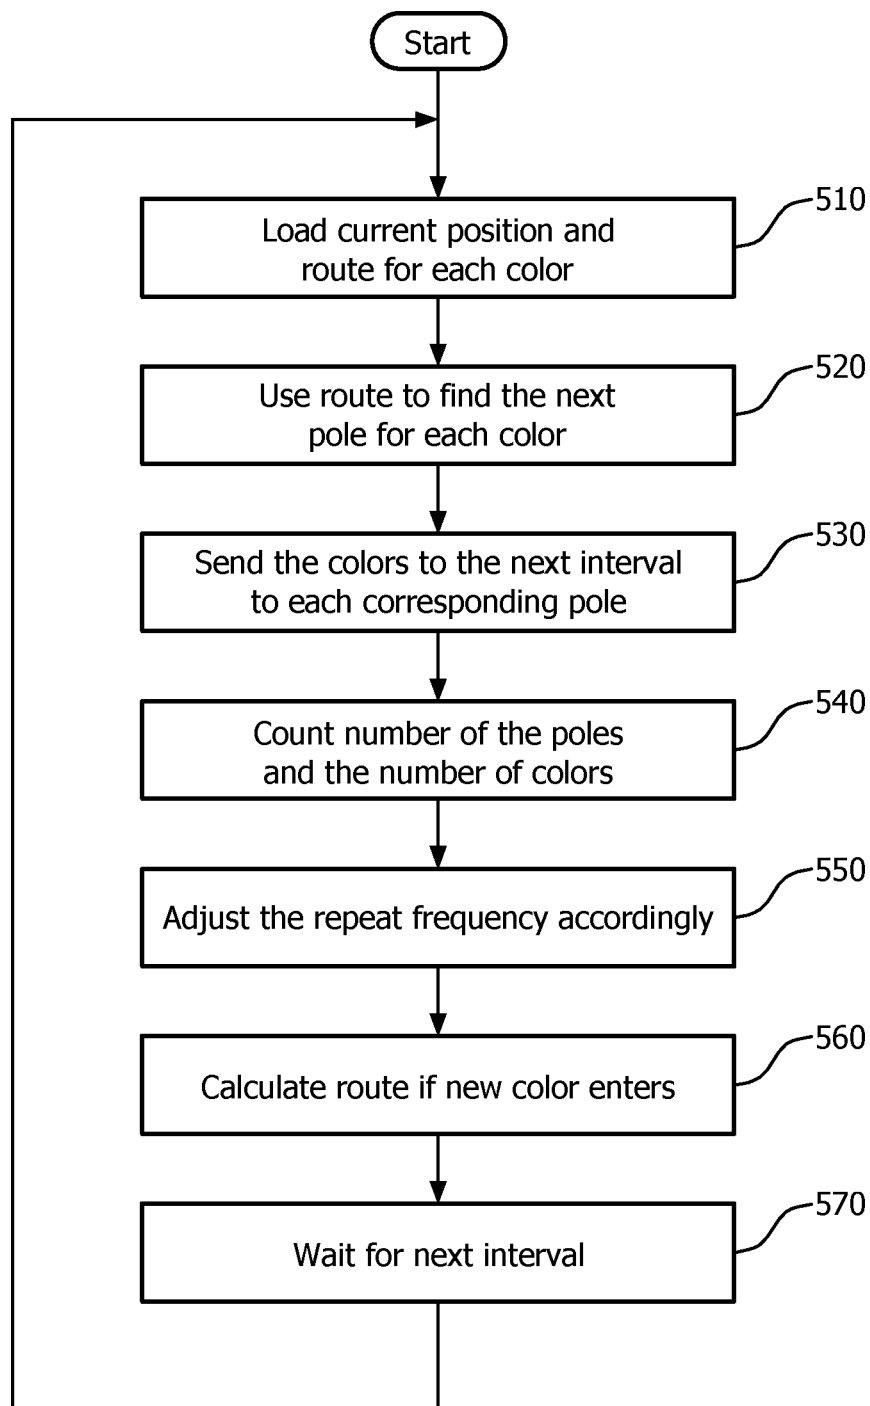 Start
510
Load current position and
route for each color
520
Use route to find the next
pole for each color
530
Send the colors to the next interval
to each corresponding pole
540
Count number of the poles
and the number of colors
550
Adjust the repeat frequency accordingly
560
Calculate route if new color enters
570
Wait for next interval